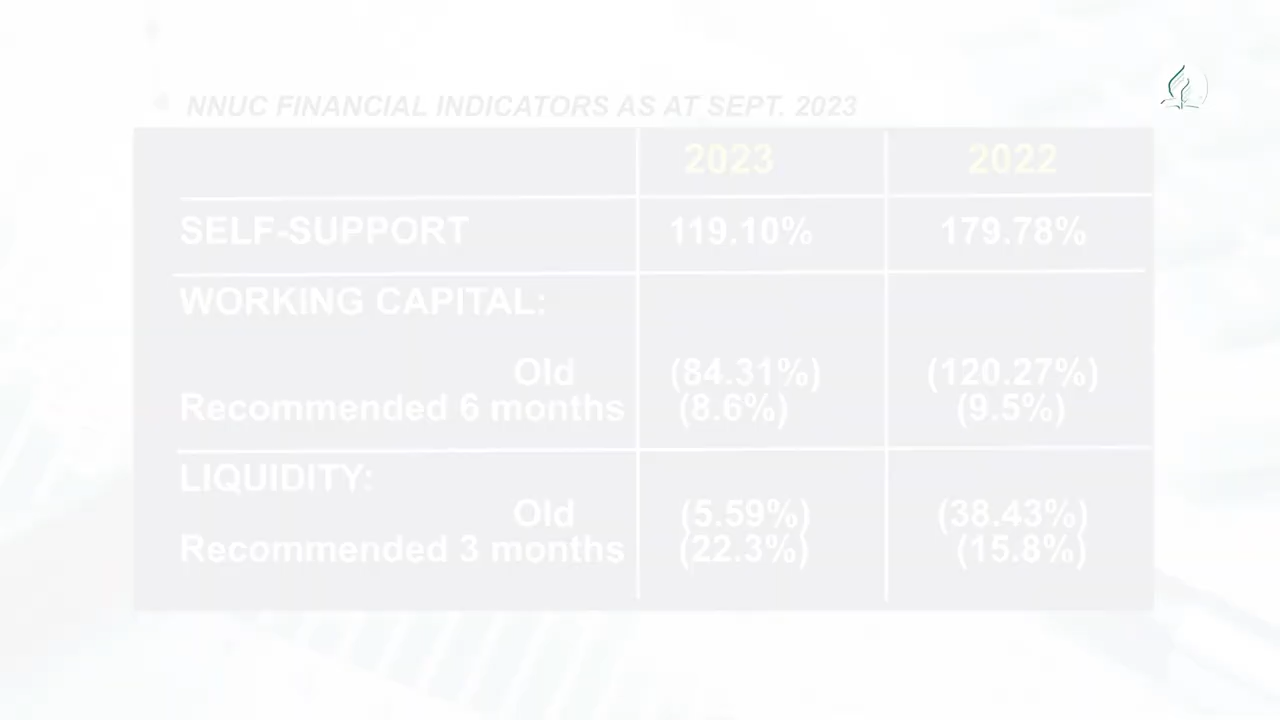 NNUC FINANCIAL INDICATORS AS AT SEPT. 2023
2023 2022
SELF-SUPPORT 119.10% 179.78%
WORKING CAPITAL:
Old (84.31%) (120.27%)
Recommended 6 months (8.6%) (9.5%)
LIQUIDITY:
Old (5.59%) (38.43%)
Recommended 3 months (22.3%) (15.8%)